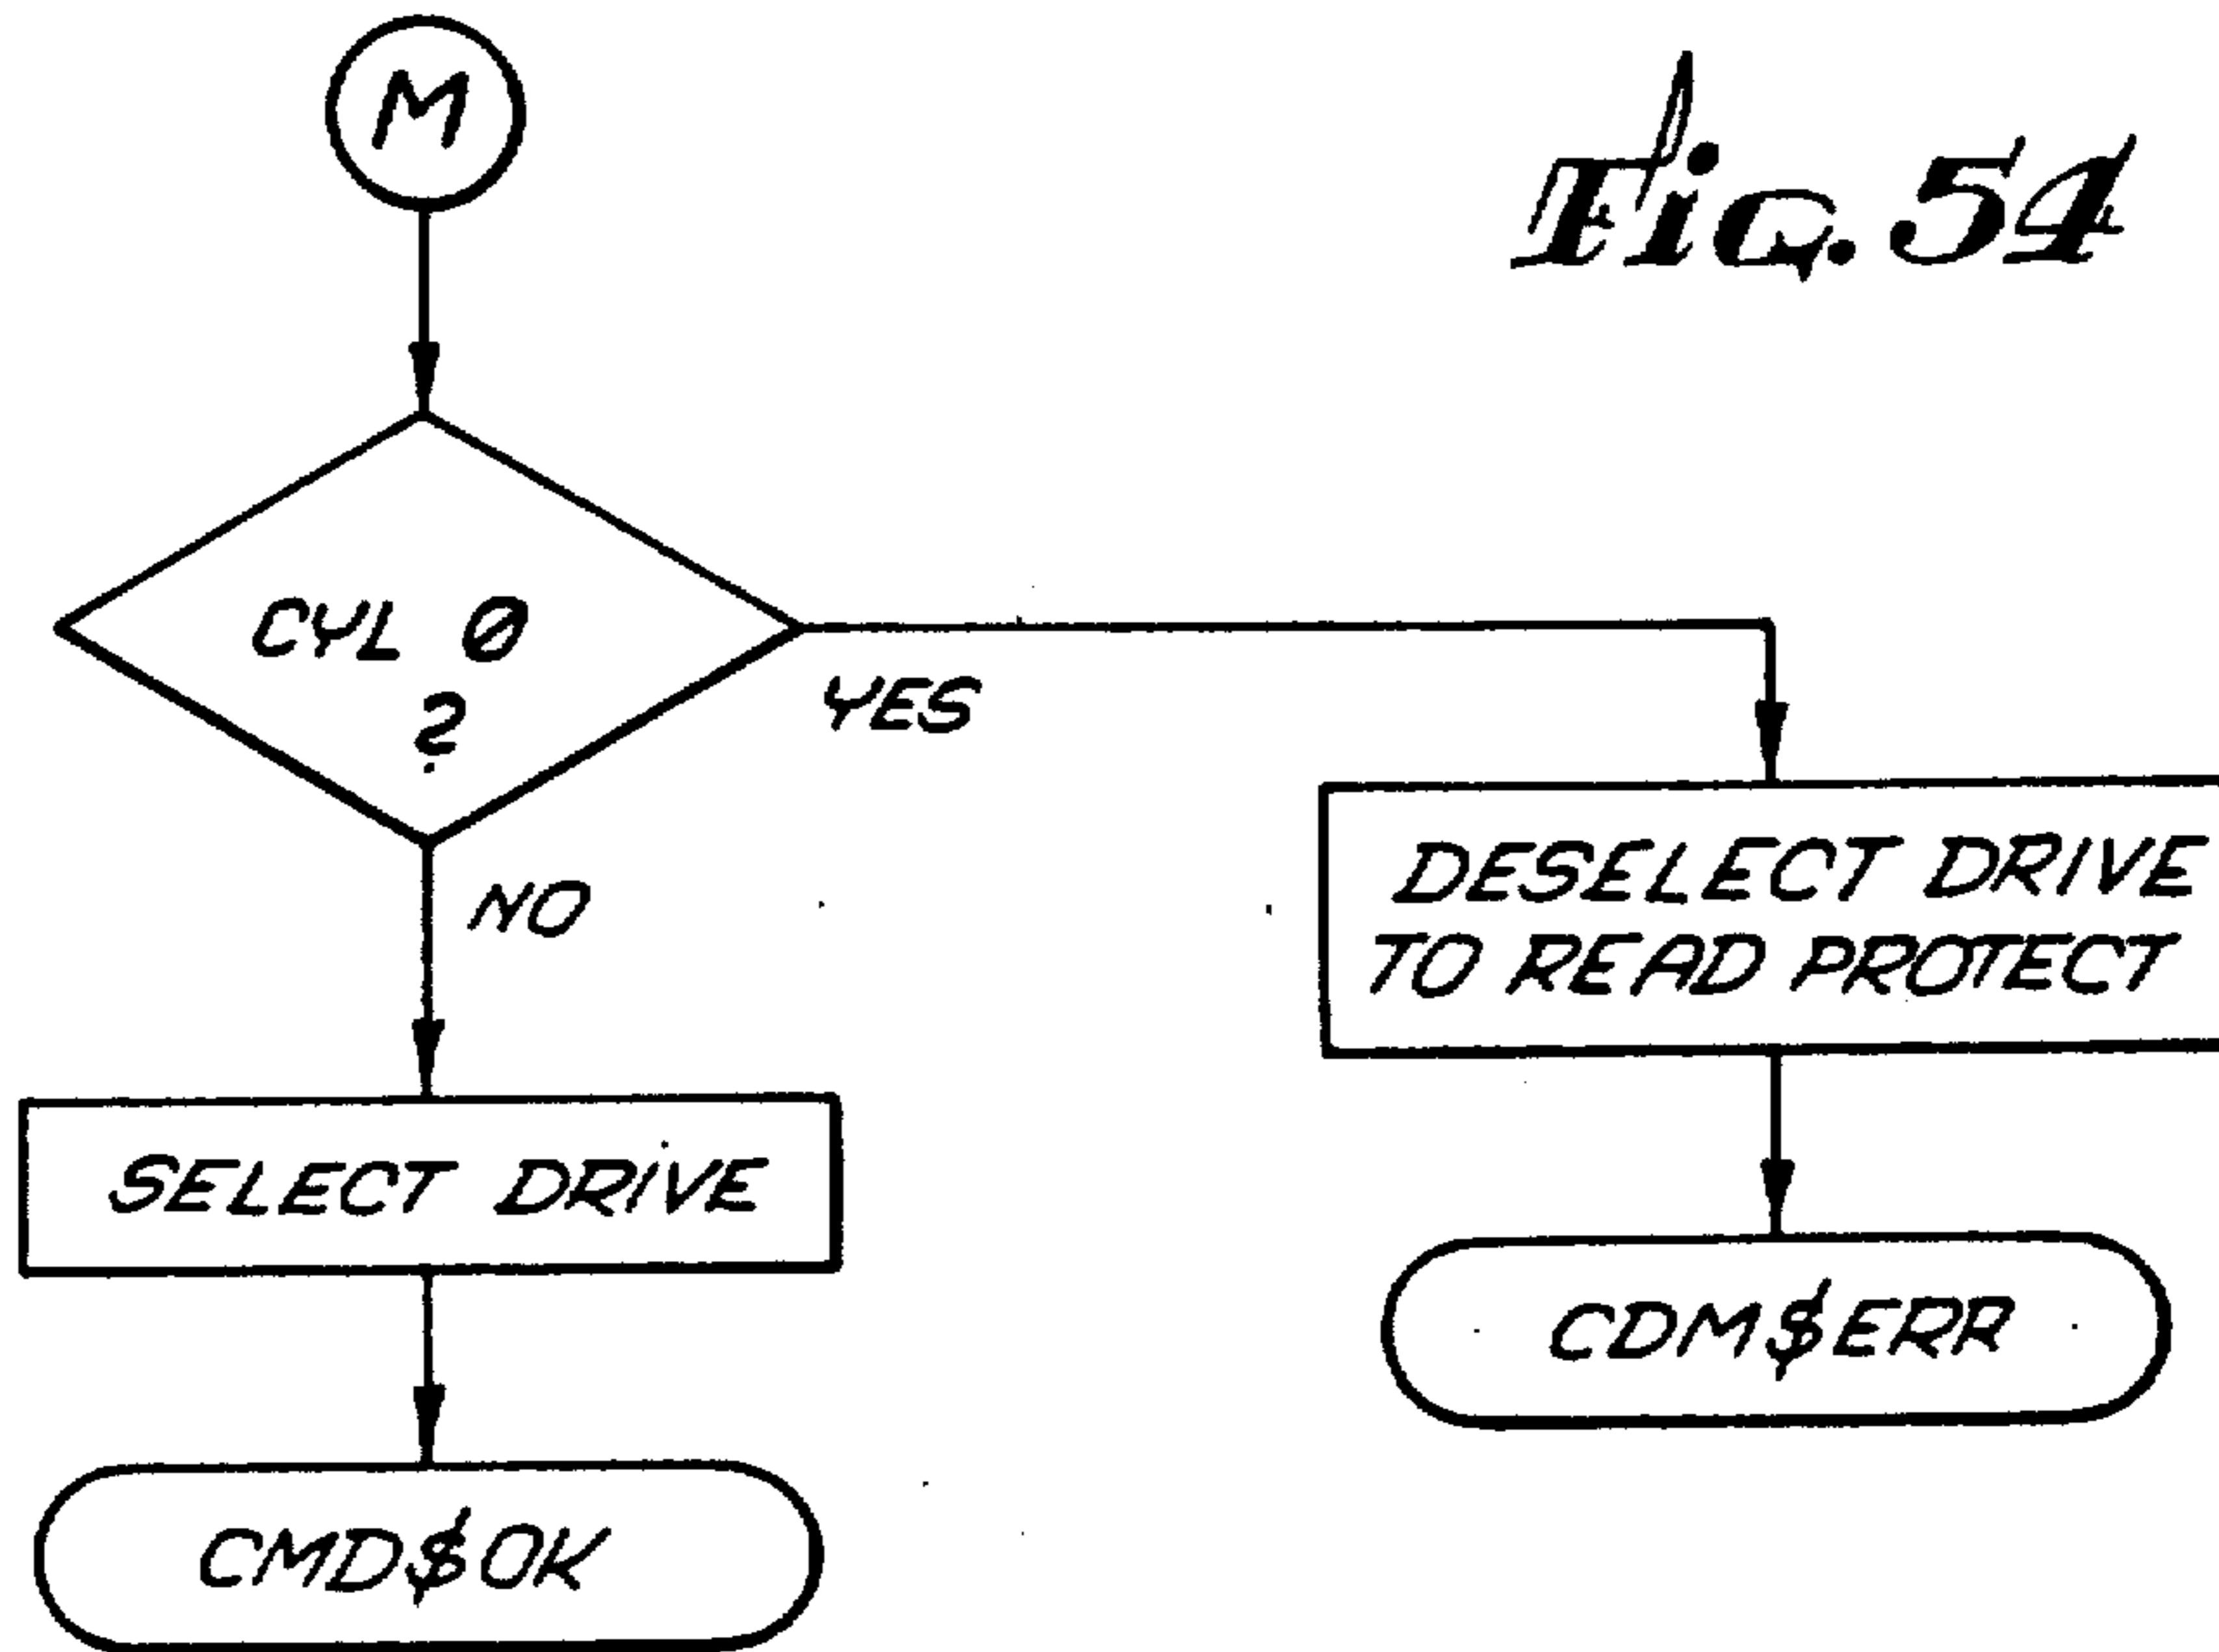 M
Fig. 54
CYL 0
?
YES
NO
DESELECT DRIVE
TO READ PROTECT
SELECT DRIVE
CDM$ERR
CMD$OK